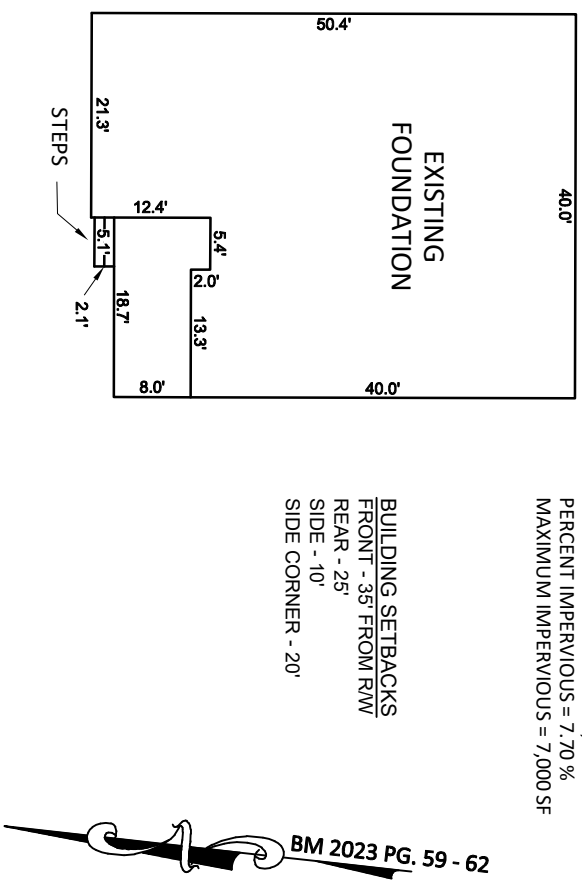 50.4'
40.0'
EXISTING
FOUNDATION
21.3'
STEPS
12.4'
5.4'
5.1'
2.0'
2.1'
18.7'
13.3'
8.0'
40.0'
PERCENT IMPERVIOUS = 7.70 %
MAXIMUM IMPERVIOUS = 7,000 SF
BUILDING SETBACKS
FRONT - 35' FROM R/W
REAR - 25'
SIDE - 10'
SIDE CORNER - 20'
BM 2023 PG. 59 - 62